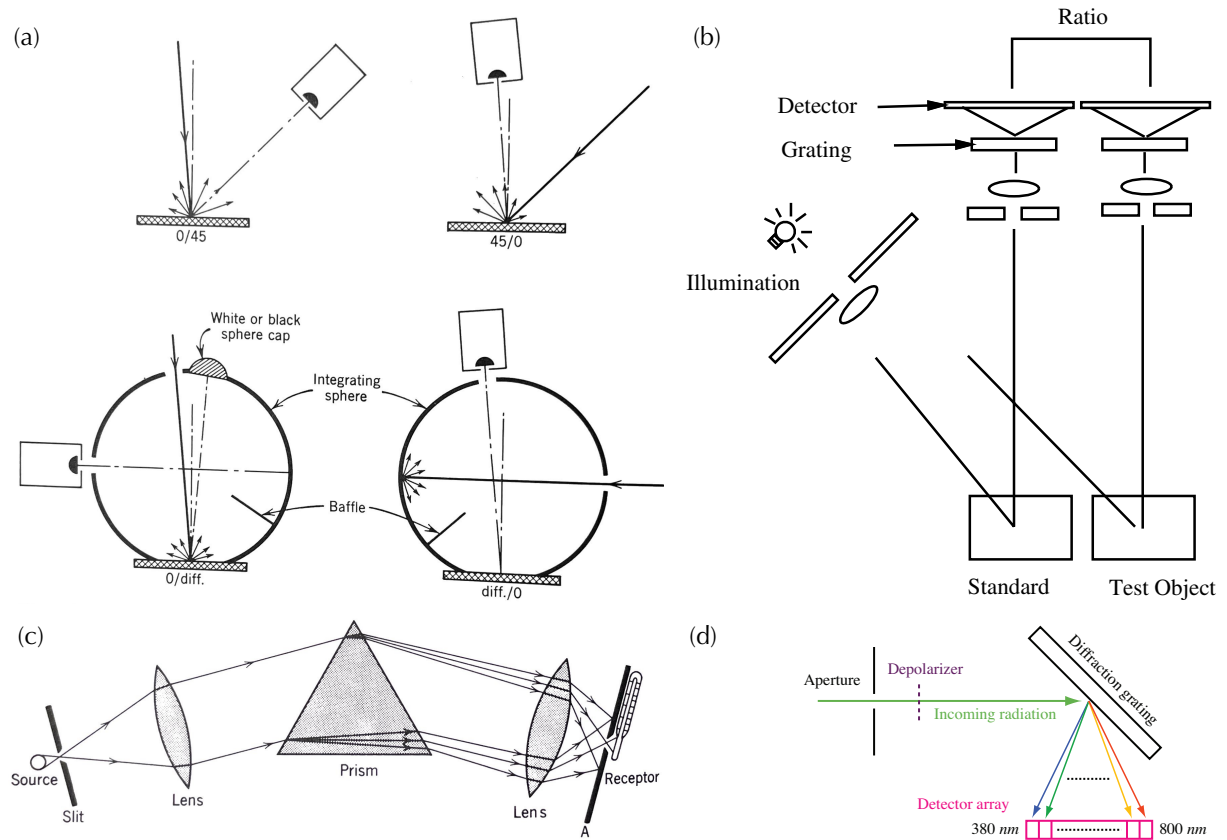 (a)
0/45
45/0
White or black
sphere cap
Integrating
sphere
Baffle
0/diff.
diff./0
(b)
Ratio
Detector
Grating
Illumination
Standard
Test Object
(c)
Source
Slit
Lens
Prism
Lens
Receptor
A
(d)
Aperture
Depolarizer
Incoming radiation
Diffraction grating
Detector array
380 nm
800 nm